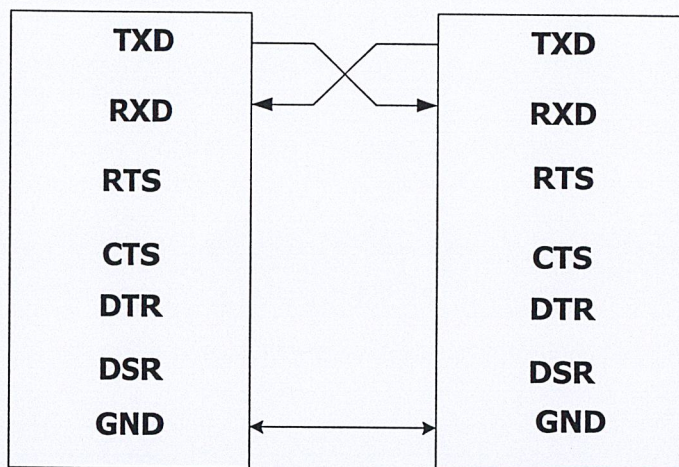 TXD TXD
RXD RXD
RTS RTS
CTS CTS
DTR DTR
DSR DSR
GND GND